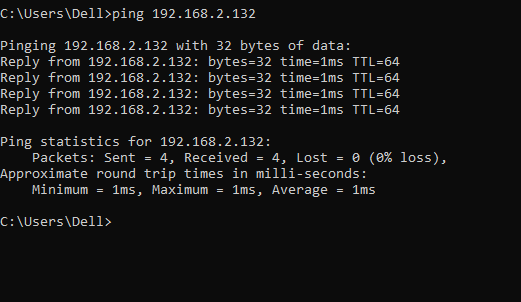 C:\Users\Dell>ping 192.168.2.132
Pinging 192.168.2.132 with 32 bytes of data:
Reply from 192.168.2.132: bytes=32 time=1ms TTL=64
Reply from 192.168.2.132: bytes=32 time=1ms TTL=64
Reply from 192.168.2.132: bytes=32 time=1ms TTL=64
Reply from 192.168.2.132: bytes=32 time=1ms TTL=64
Ping statistics for 192.168.2.132:
    Packets: Sent = 4, Received = 4, Lost = 0 (0% loss),
Approximate round trip times in milli-seconds:
    Minimum = 1ms, Maximum = 1ms, Average = 1ms
C:\Users\Dell>